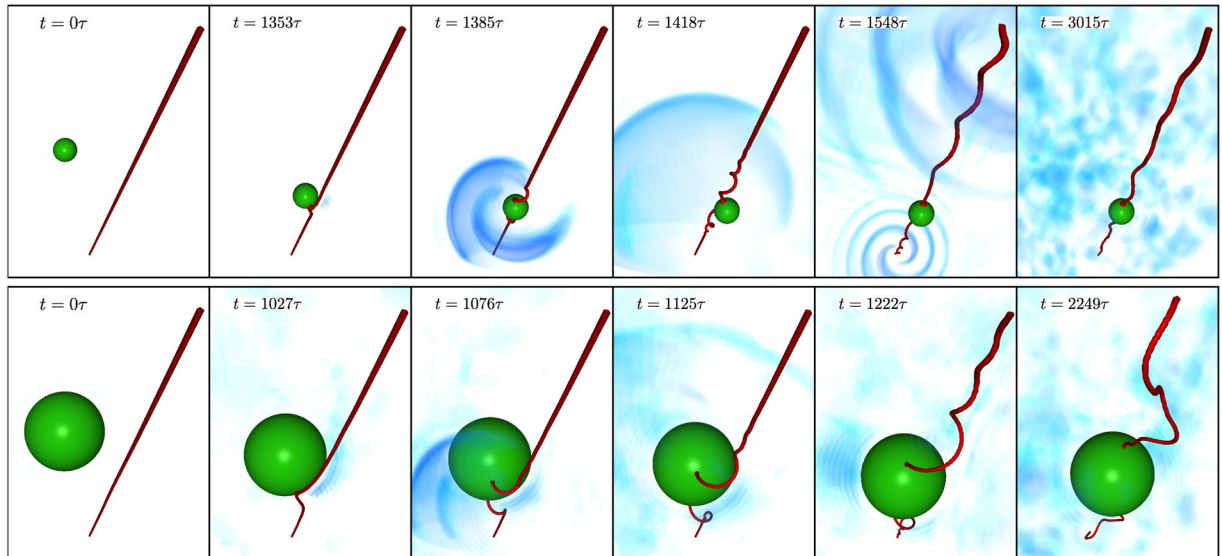 t = 0τ
t = 1353τ
t = 1385τ
t = 1418τ
t = 1548τ
t = 3015τ
t = 0τ
t = 1027τ
t = 1076τ
t = 1125τ
t = 1222τ
t = 2249τ